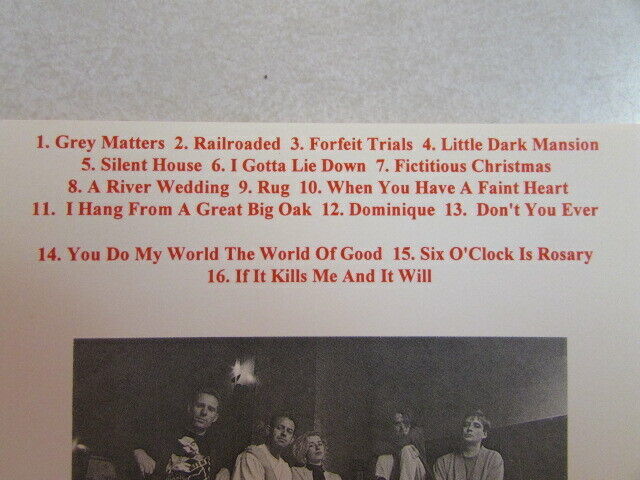 1. Grey Matters 2. Railroaded 3. Forfeit Trials 4. Little Dark Mansion
5. Silent House 6. I Gotta Lie Down 7. Fictitious Christmas
8. A River Wedding 9. Rug 10. When You Have A Faint Heart
11. I Hang From A Great Big Oak 12. Dominique 13. Don't You Ever
14. You Do My World The World Of Good 15. Six O'Clock Is Rosary
16. If It Kills Me And It Will